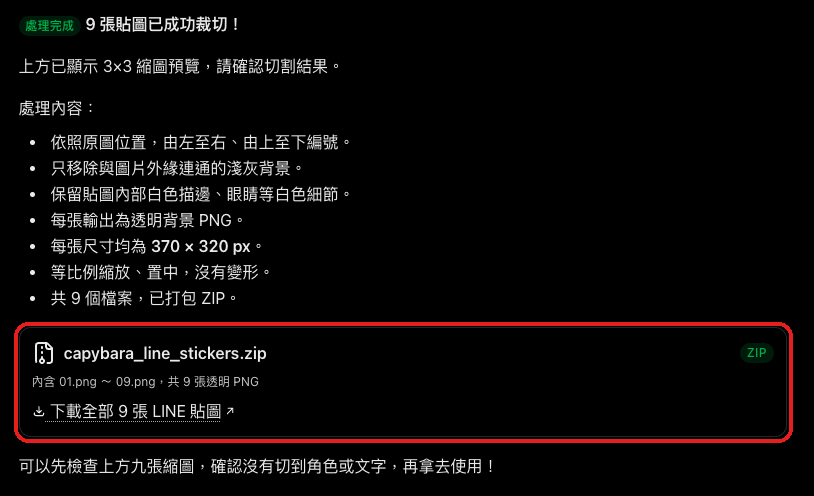 處理完成 9 張貼圖已成功裁切！
上方已顯示 3×3 縮圖預覽，請確認切割結果。
處理內容：
• 依照原圖位置，由左至右、由上至下編號。
• 只移除與圖片外緣連通的淺灰背景。
• 保留貼圖內部白色描邊、眼睛等白色細節。
• 每張輸出為透明背景 PNG。
• 每張尺寸均為 370 × 320 px。
• 等比例縮放、置中，沒有變形。
• 共 9 個檔案，已打包 ZIP。
capybara_line_stickers.zip ZIP
內含 01.png ～ 09.png，共 9 張透明 PNG
下載全部 9 張 LINE 貼圖 ↗
可以先檢查上方九張縮圖，確認沒有切到角色或文字，再拿去使用！